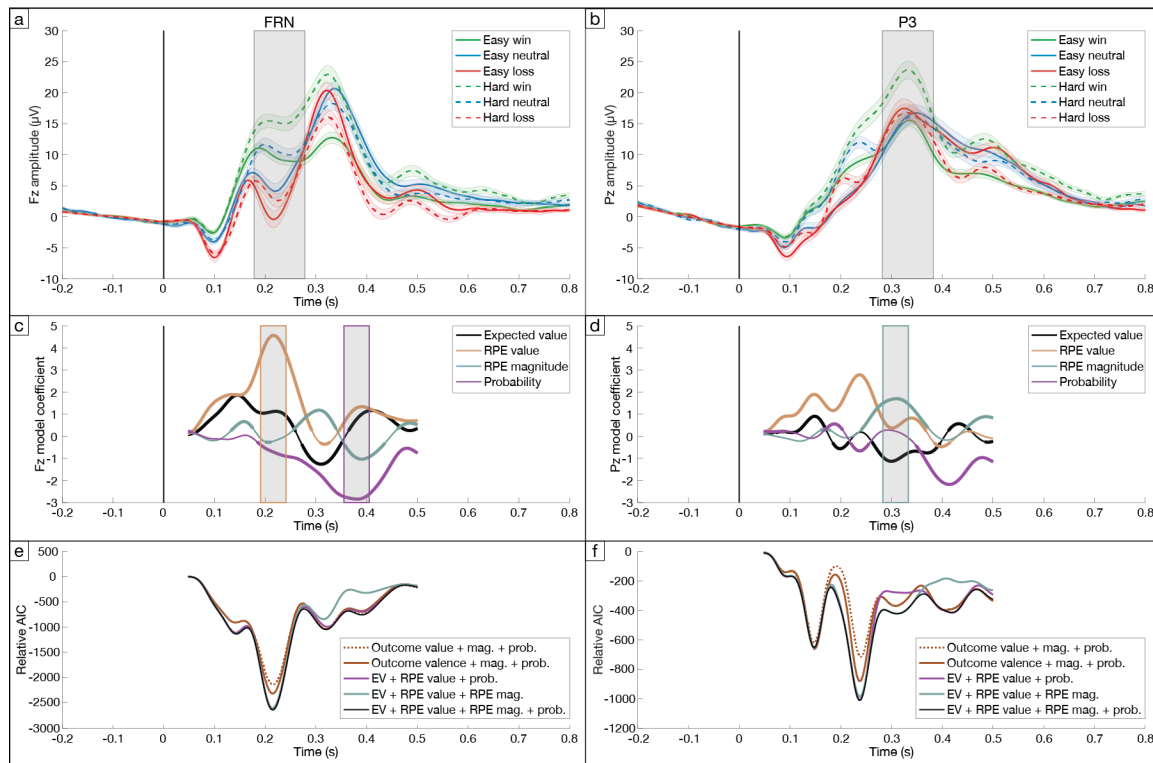 a
FRN
30
25
20
15
10
5
0
-5
-10
Fz amplitude (µV)
Easy win
Easy neutral
Easy loss
Hard win
Hard neutral
Hard loss
-0.2 0.1 0 0.1 0.2 0.3 0.4 0.5 0.6 0.7 0.8
Time (s)
b
P3
30
25
20
15
10
5
0
-5
-10
Pz amplitude (µV)
Easy win
Easy neutral
Easy loss
Hard win
Hard neutral
Hard loss
-0.2 0.1 0 0.1 0.2 0.3 0.4 0.5 0.6 0.7 0.8
Time (s)
c
5
4
3
2
1
0
-1
-2
-3
Fz model coefficient
Expected value
RPE value
RPE magnitude
Probability
-0.2 0.1 0 0.1 0.2 0.3 0.4 0.5 0.6 0.7 0.8
Time (s)
d
5
4
3
2
1
0
-1
-2
-3
Pz model coefficient
Expected value
RPE value
RPE magnitude
Probability
-0.2 0.1 0 0.1 0.2 0.3 0.4 0.5 0.6 0.7 0.8
Time (s)
e
500
0
-500
-1000
-1500
-2000
-2500
3000
Relative AIC
Outcome value + mag. + prob.
Outcome valence + mag. + prob.
EV + RPE value + prob.
EV + RPE value + RPE mag.
EV + RPE value + RPE mag. + prob.
-0.2 0.1 0 0.1 0.2 0.3 0.4 0.5 0.6 0.7 0.8
Time (s)
f
0
-200
-400
-600
-800
-1000
-1200
Relative AIC
Outcome value + mag. + prob.
Outcome valence + mag. + prob.
EV + RPE value + prob.
EV + RPE value + RPE mag.
EV + RPE value + RPE mag. + prob.
-0.2 0.1 0 0.1 0.2 0.3 0.4 0.5 0.6 0.7 0.8
Time (s)